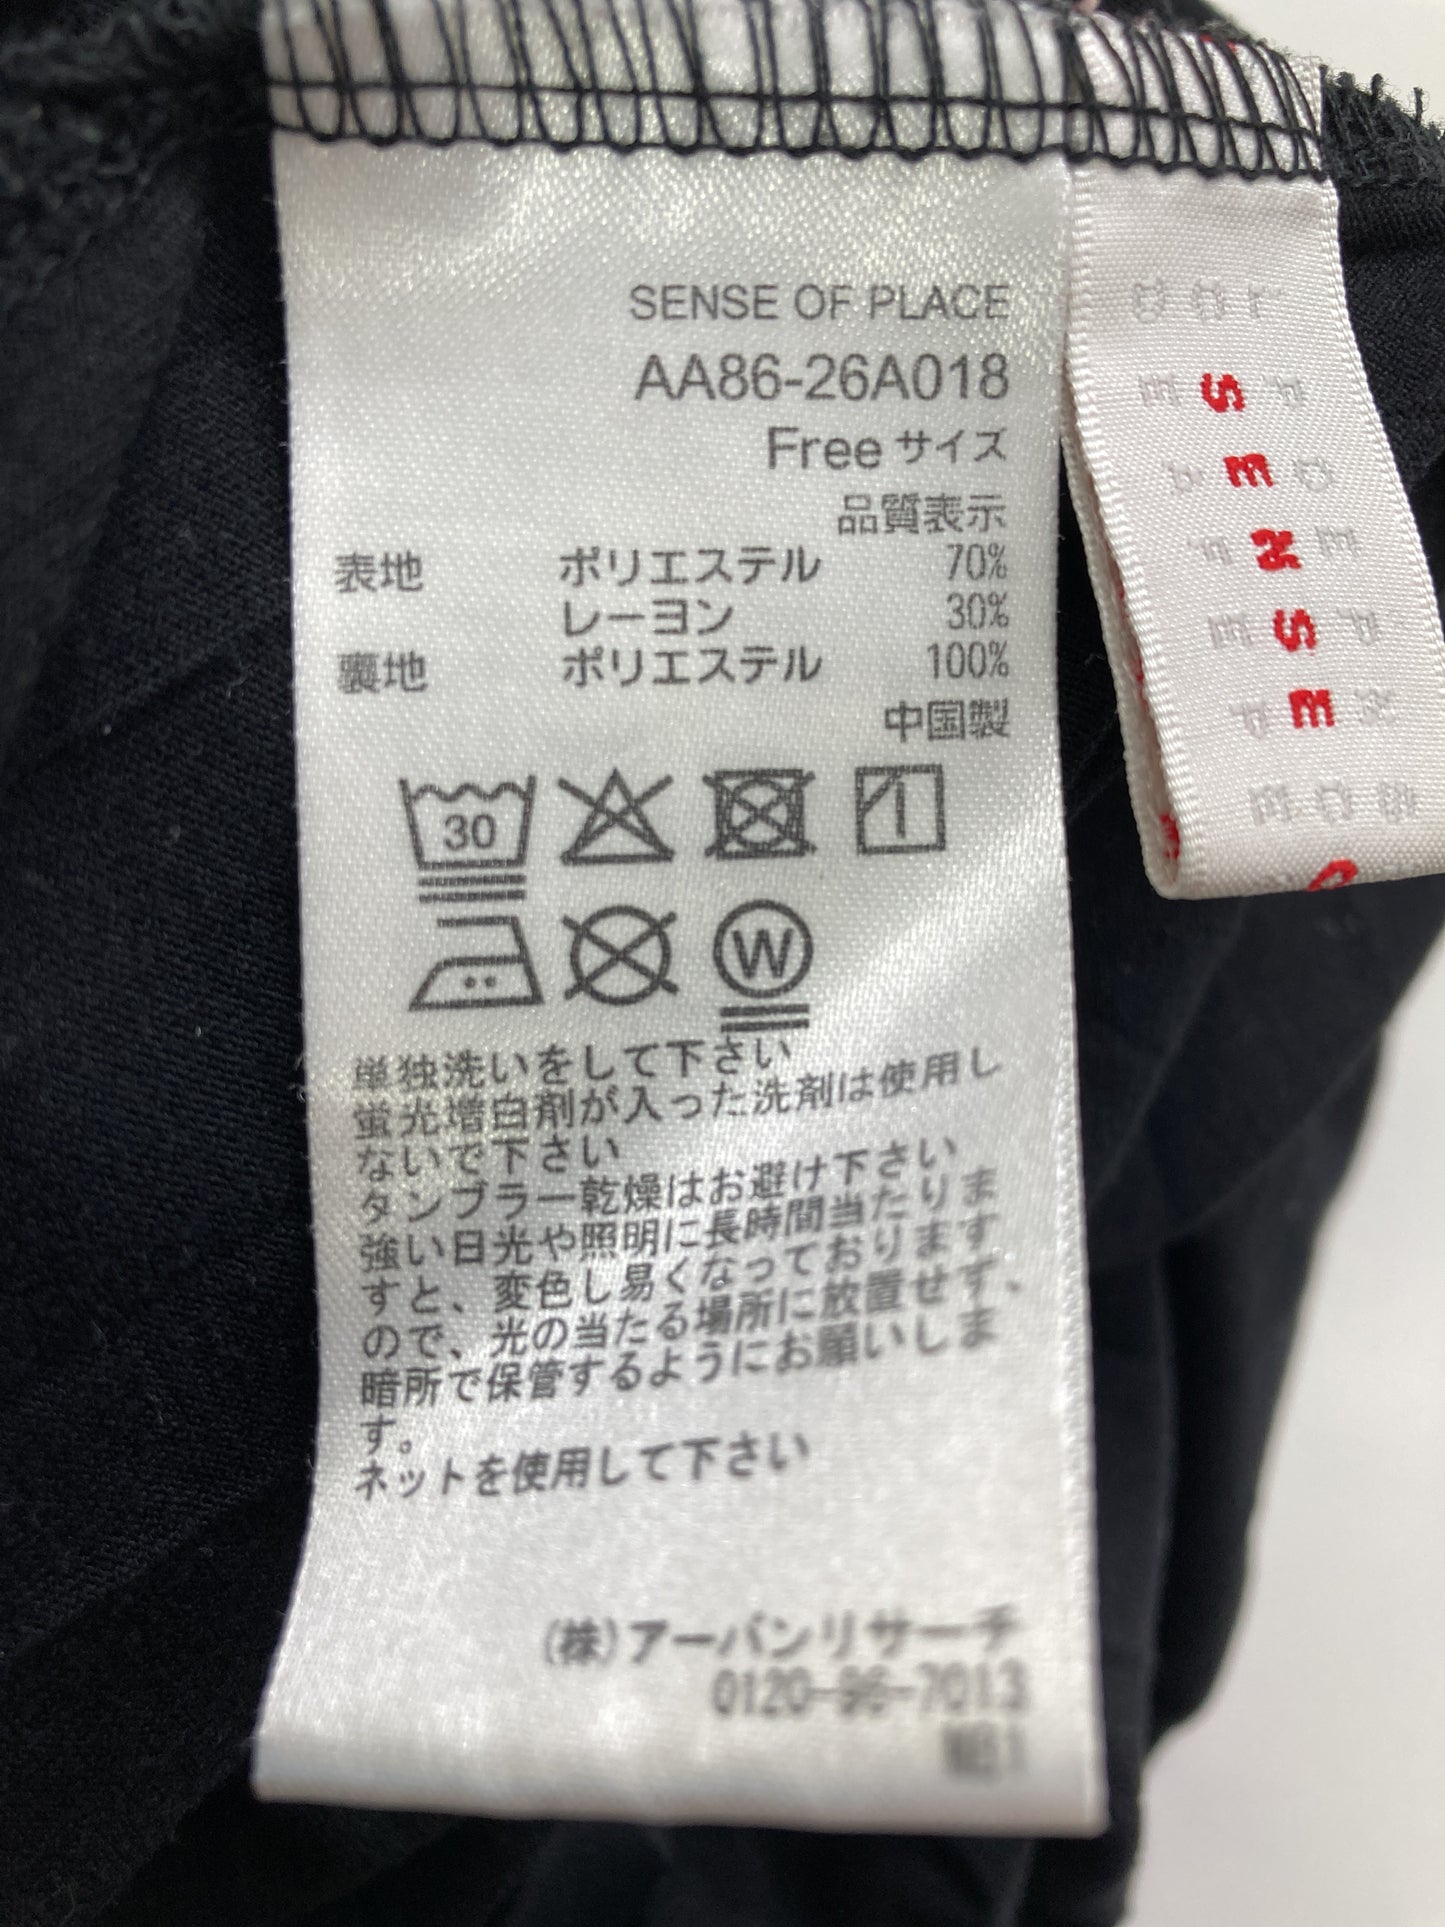 SENSE OF PLACE
AA86-26A018
Free サイズ
品質表示
表地 ポリエステル 70%
レーヨン 30%
裏地 ポリエステル 100%
中国製
30
W
単独洗いをして下さい
蛍光増白剤が入った洗剤は使用し
ないで下さい
タンブラー乾燥はお避け下さい
強い日光や照明に長時間当たりま
すと、変色し易くなっております
ので、光の当たる場所に放置せず、
暗所で保管するようにお願いしま
す。
ネットを使用して下さい
(株)アーバンリサーチ
0120-96-7013
SENSE